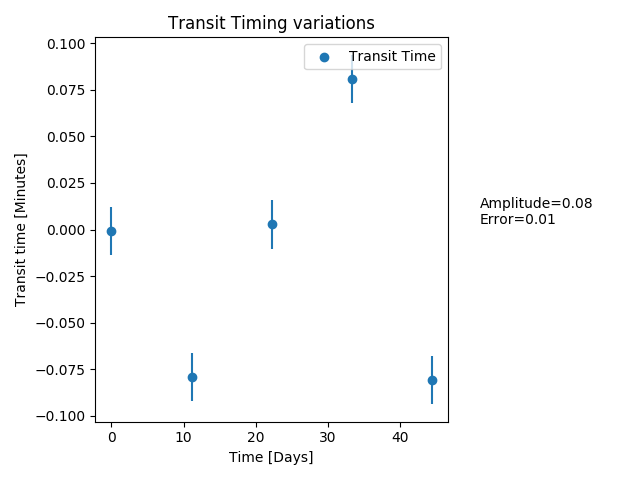 Transit Timing variations
Transit Time
0.100
0.075
0.050
0.025
0.000
−0.025
−0.050
−0.075
−0.100
Transit time [Minutes]
0 10 20 30 40
Time [Days]
Amplitude=0.08
Error=0.01